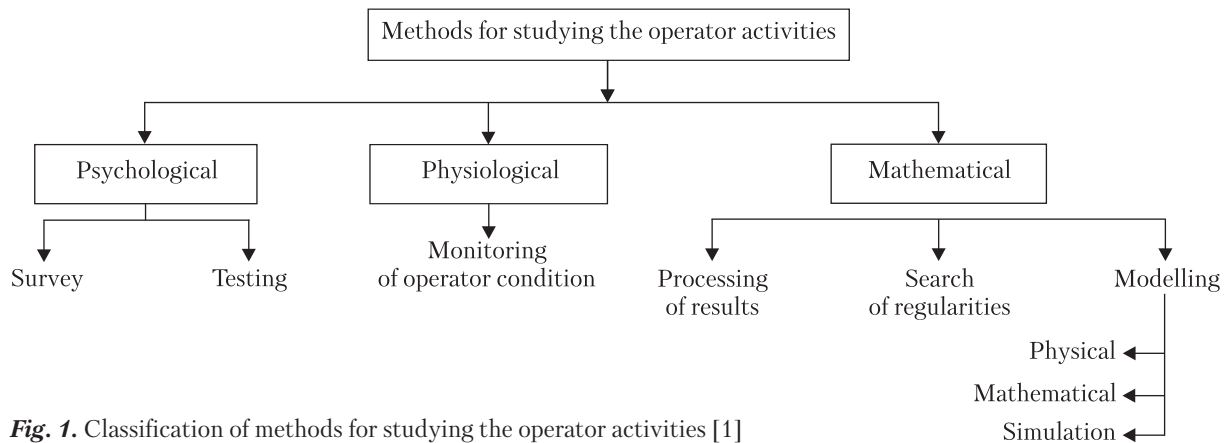 Methods for studying the operator activities
Psychological
Physiological
Mathematical
Survey
Testing
Monitoring
of operator condition
Processing
of results
Search
of regularities
Modelling
Physical
Mathematical
Simulation
Fig. 1. Classification of methods for studying the operator activities [1]